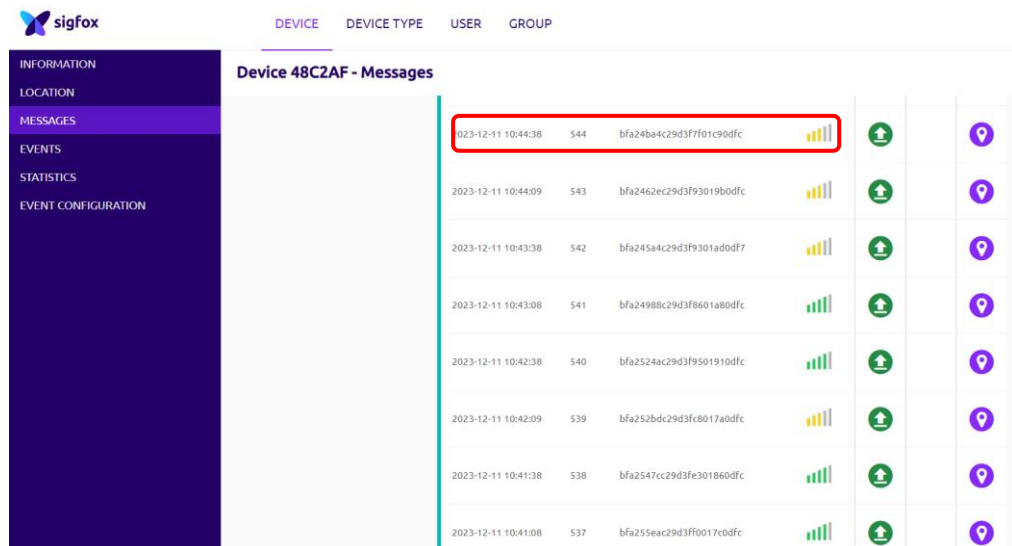 sigfox
DEVICE DEVICE TYPE USER GROUP
INFORMATION
LOCATION
MESSAGES
EVENTS
STATISTICS
EVENT CONFIGURATION
Device 48C2AF - Messages
2023-12-11 10:44:38 544 bfa24ba4c29d3f7f01c90dfc
2023-12-11 10:44:09 543 bfa2462ec29d3f93019b0dfc
2023-12-11 10:43:38 542 bfa245a4c29d3f9301ad0df7
2023-12-11 10:43:08 541 bfa24988c29d3f8601a80dfc
2023-12-11 10:42:38 540 bfa2524ac29d3f9501910dfc
2023-12-11 10:42:09 539 bfa252bdc29d3fc8017a0dfc
2023-12-11 10:41:38 538 bfa2547cc29d3fe301860dfc
2023-12-11 10:41:08 537 bfa255eac29d3ff0017c0dfc